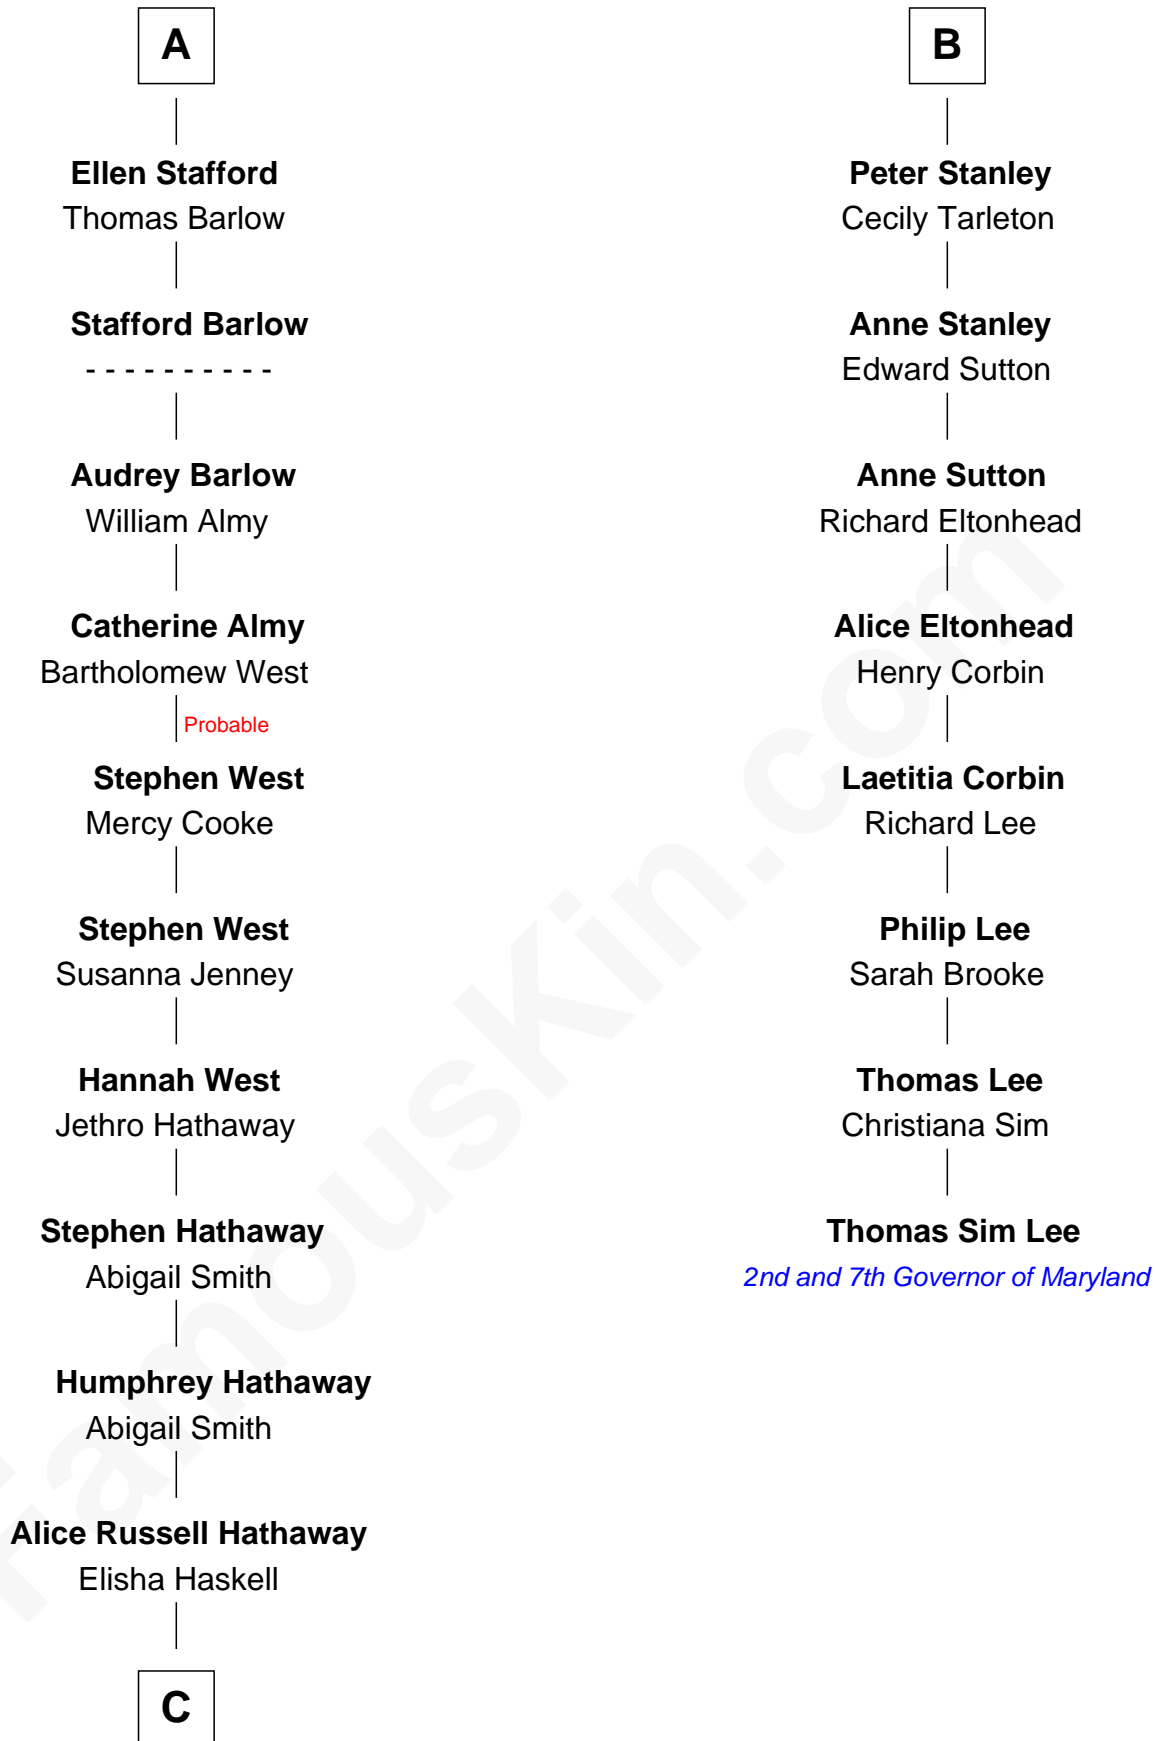 A
Ellen Stafford
Thomas Barlow
Stafford Barlow
- - - - - - - - - -
Audrey Barlow
William Almy
Catherine Almy
Bartholomew West
Probable
Stephen West
Mercy Cooke
Stephen West
Susanna Jenney
Hannah West
Jethro Hathaway
Stephen Hathaway
Abigail Smith
Humphrey Hathaway
Abigail Smith
Alice Russell Hathaway
Elisha Haskell
C
B
Peter Stanley
Cecily Tarleton
Anne Stanley
Edward Sutton
Anne Sutton
Richard Eltonhead
Alice Eltonhead
Henry Corbin
Laetitia Corbin
Richard Lee
Philip Lee
Sarah Brooke
Thomas Lee
Christiana Sim
Thomas Sim Lee
2nd and 7th Governor of Maryland
FamousKin.com